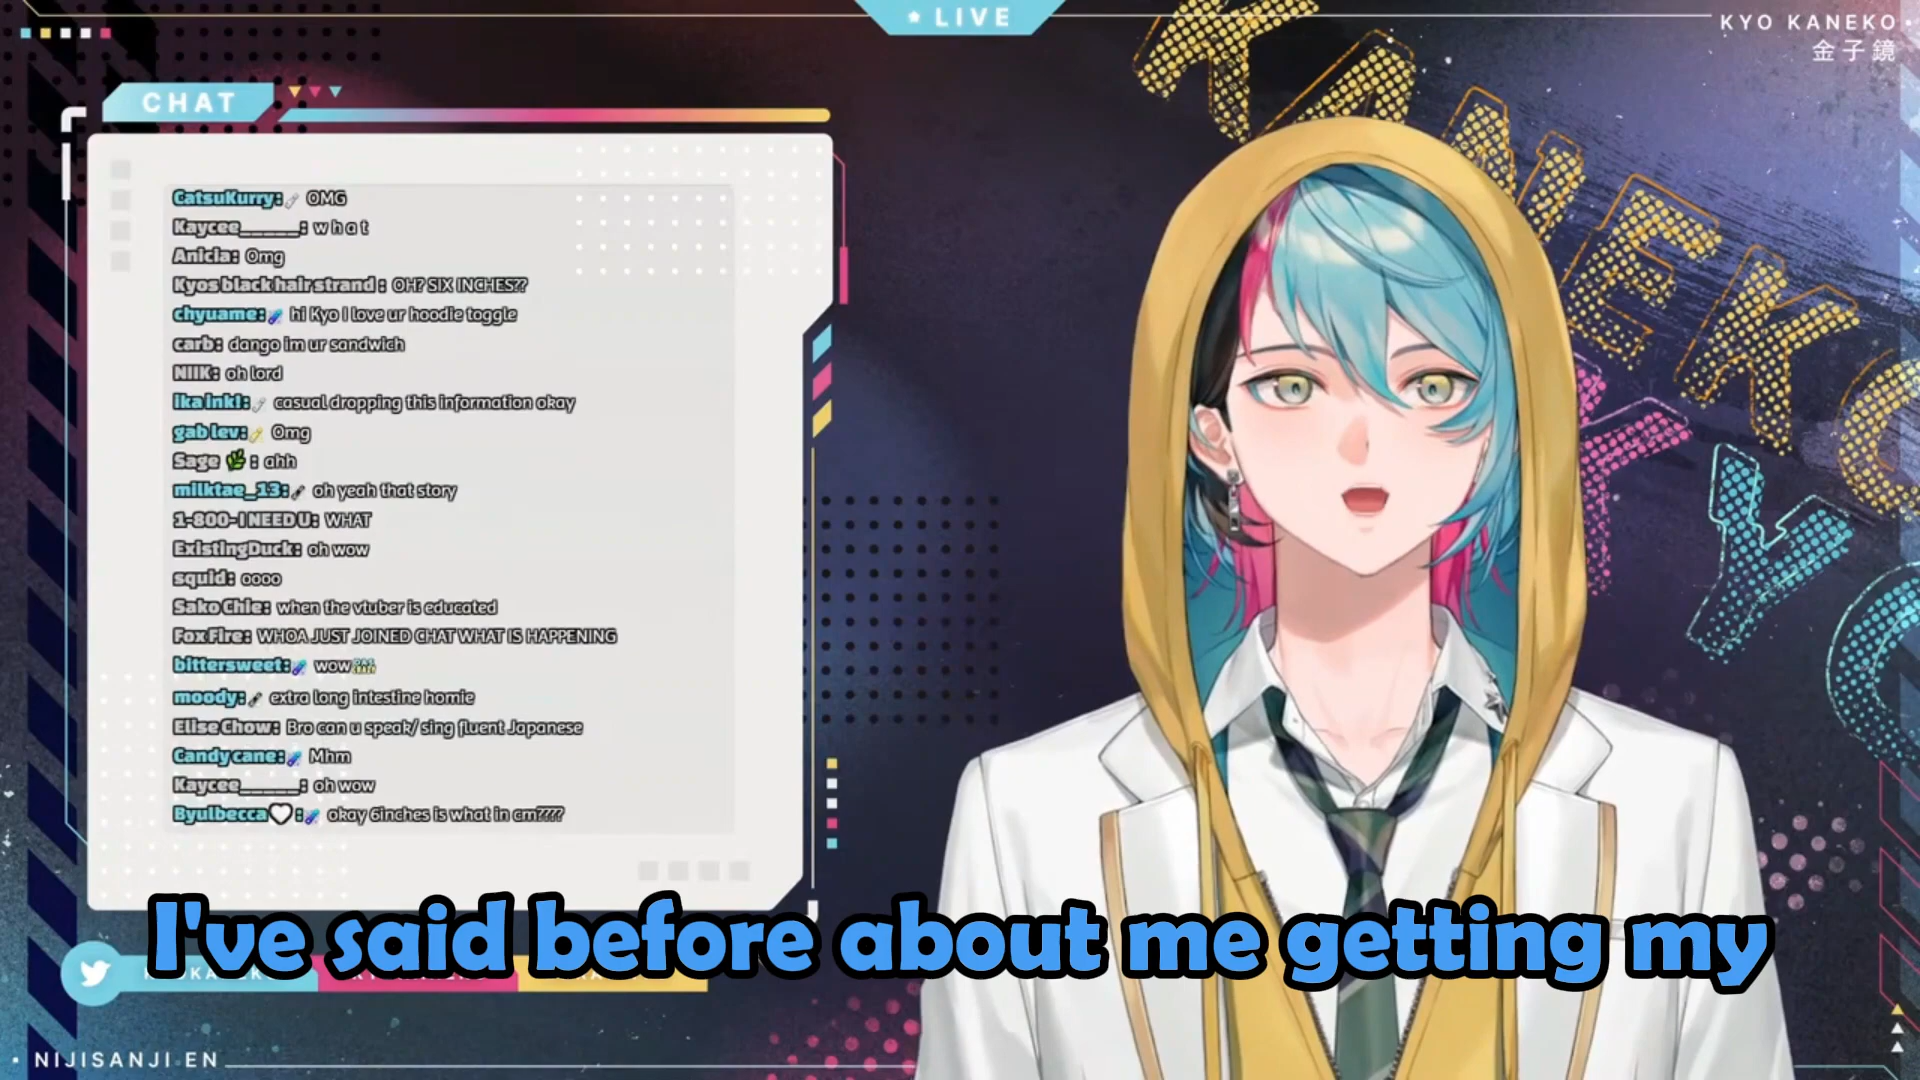 LIVE
KYO KANEKO
金子鏡
KANEKO
KYO
CHAT
CatsuKurry: OMG
Kaycee______: w h a t
Anicia: Omg
Kyos black hair strand : OH? SIX INCHES??
chyuame: hi Kyo I love ur hoodie toggle
carb: dango im ur sandwich
NIIK: oh lord
ika inki: casual dropping this information okay
gab lev: Omg
Sage : ahh
milktae_13: oh yeah that story
1-800-I NEED U: WHAT
ExistingDuck: oh wow
squid: oooo
Sako Chie: when the vtuber is educated
Fox Fire: WHOA JUST JOINED CHAT WHAT IS HAPPENING
bittersweet: wow
moody: extra long intestine homie
Elise Chow: Bro can u speak/ sing fluent Japanese
Candy cane: Mhm
Kaycee______: oh wow
Byulbecca: okay 6inches is what in cm????
I've said before about me getting my
NIJISANJI EN